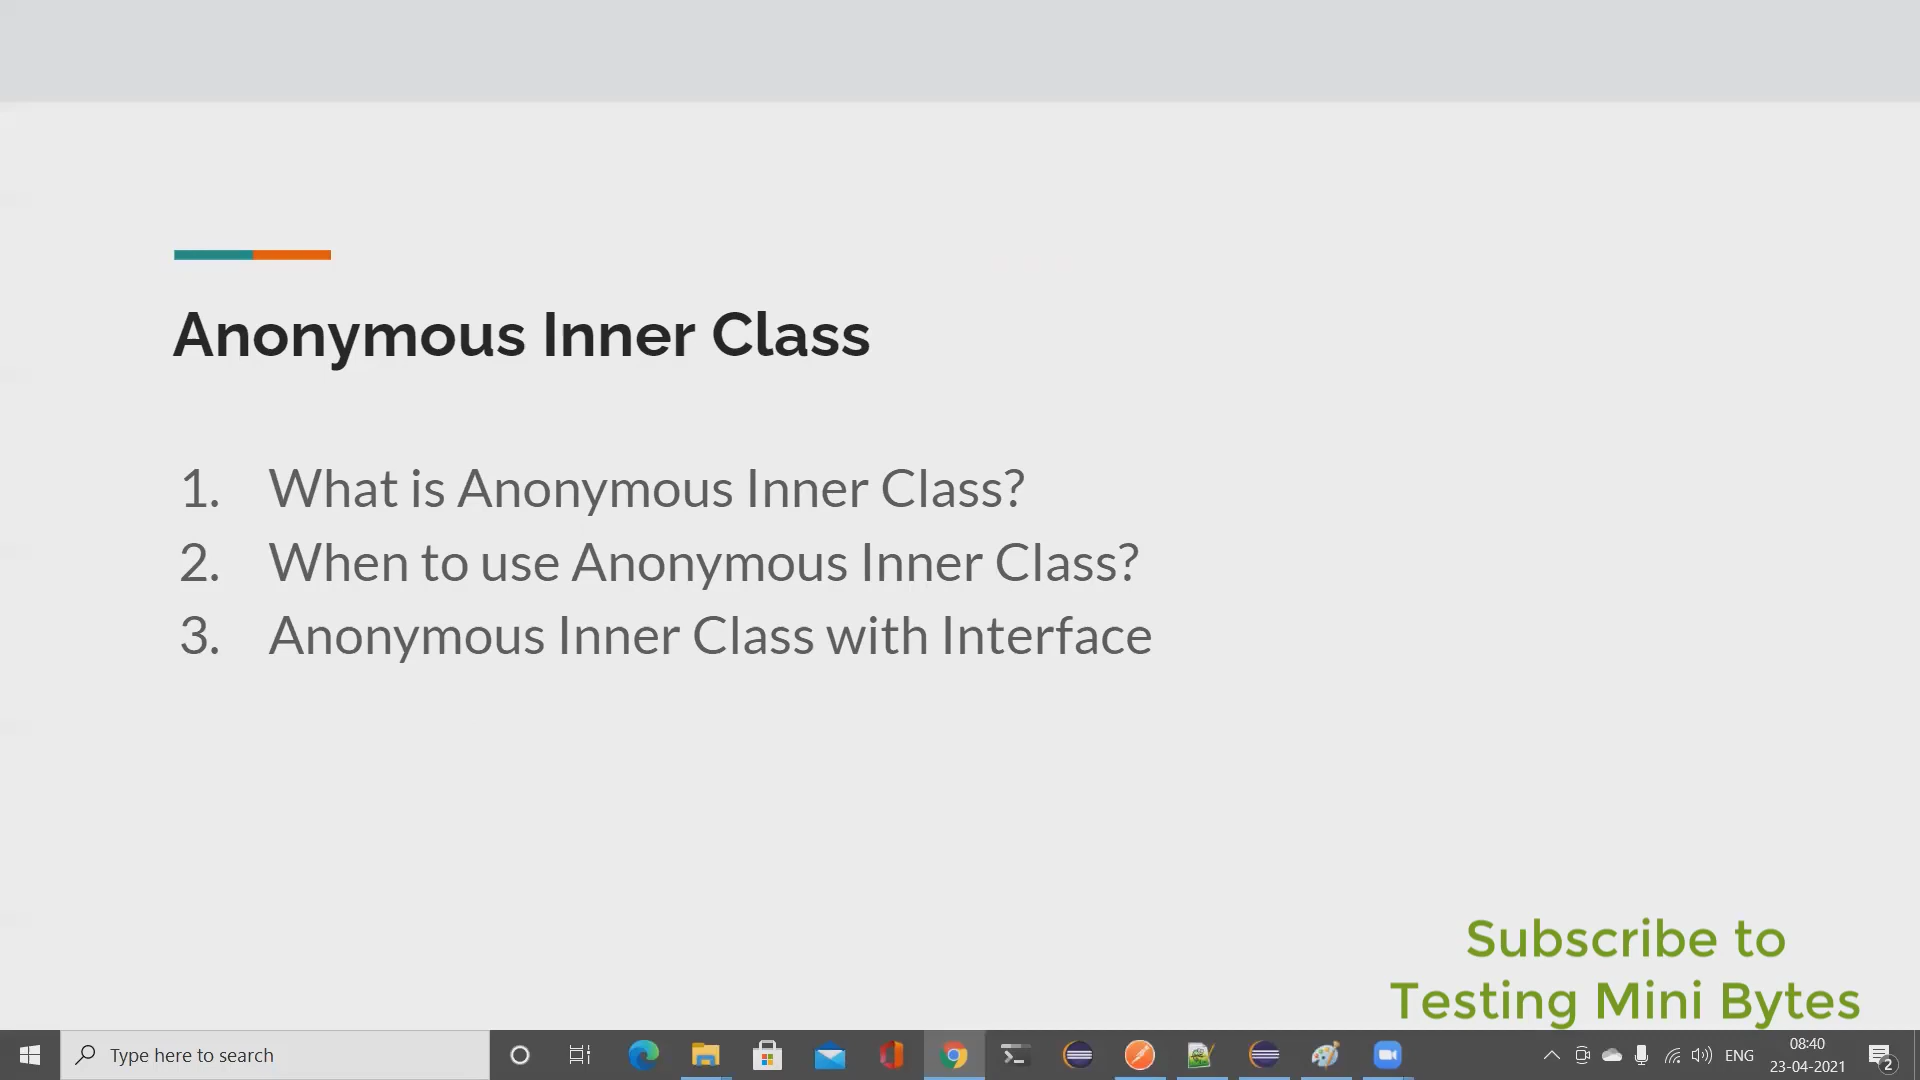 Anonymous Inner Class
1. What is Anonymous Inner Class?
2. When to use Anonymous Inner Class?
3. Anonymous Inner Class with Interface
Subscribe to
Testing Mini Bytes
Type here to search
ENG
08:40
23-04-2021
2